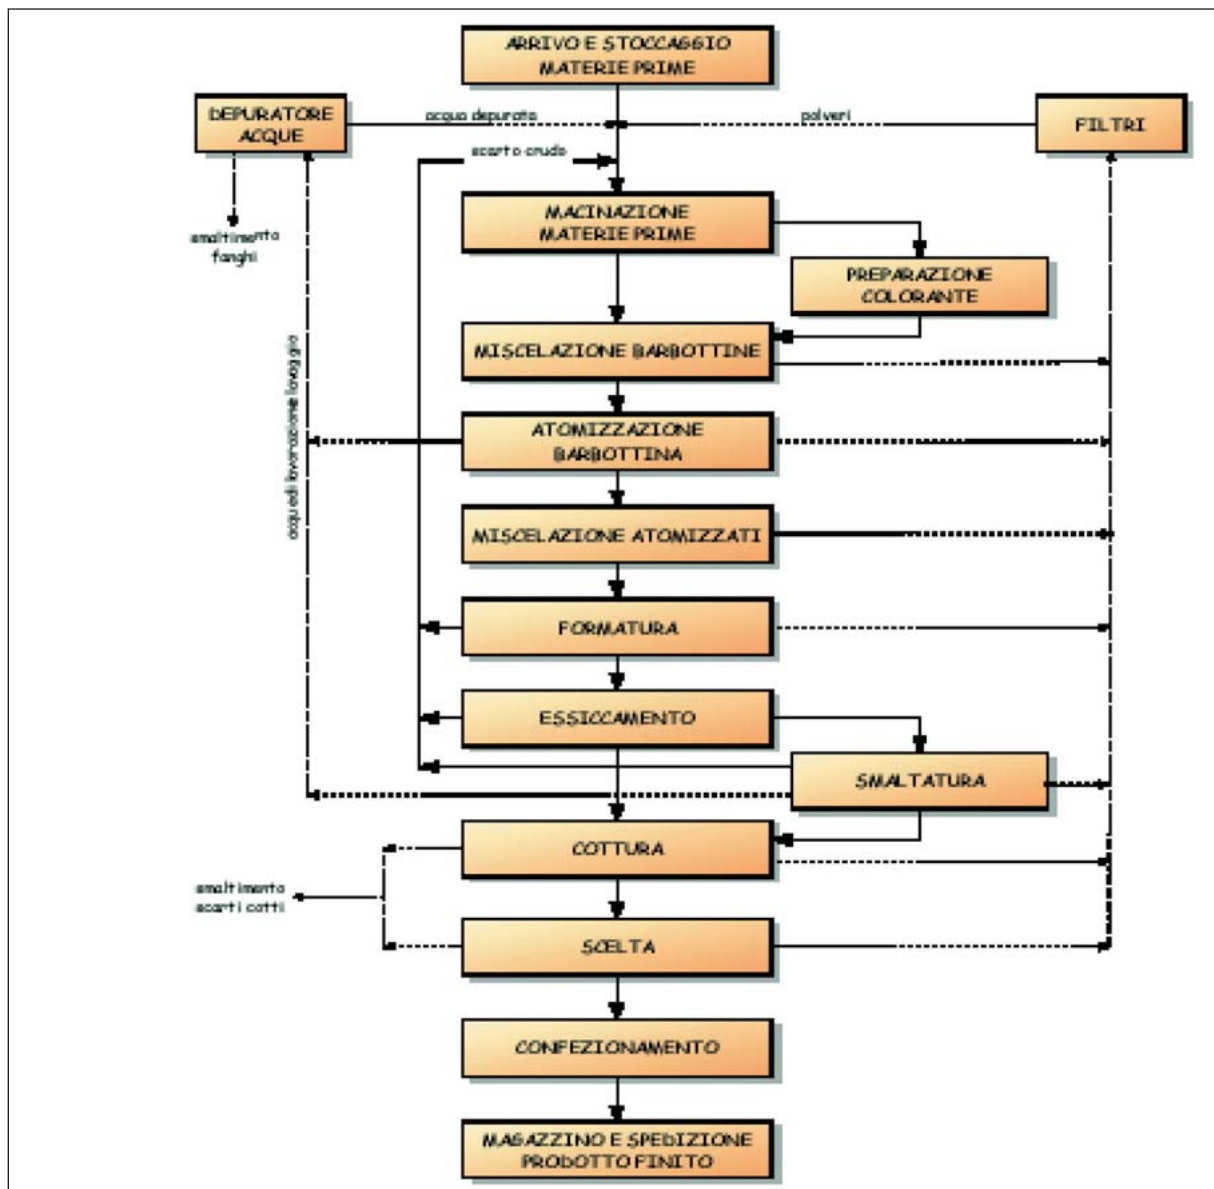 ARRIVO E STOCCAGGIO
MATERIE PRIME
DEPURATORE
ACQUE
acqua depurata
polveri
FILTRI
scarto crudo
MACINAZIONE
MATERIE PRIME
smaltimento
fanghi
PREPARAZIONE
COLORANTE
MISCELAZIONE BARBOTTINE
acque di lavorazione lavaggio
ATOMIZZAZIONE
BARBOTTINA
MISCELAZIONE ATOMIZZATI
FORMATURA
ESSICCAMENTO
SMALTATURA
COTTURA
smaltimento
scarti cotti
SCELTA
CONFEZIONAMENTO
MAGAZZINO E SPEDIZIONE
PRODOTTO FINITO